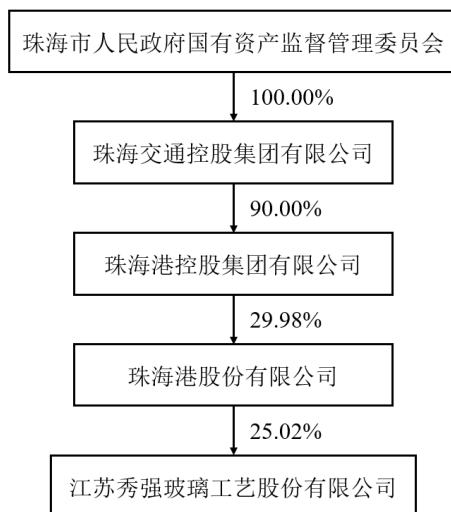 珠海市人民政府国有资产监督管理委员会
100.00%
珠海交通控股集团有限公司
90.00%
珠海港控股集团有限公司
29.98%
珠海港股份有限公司
25.02%
江苏秀强玻璃工艺股份有限公司